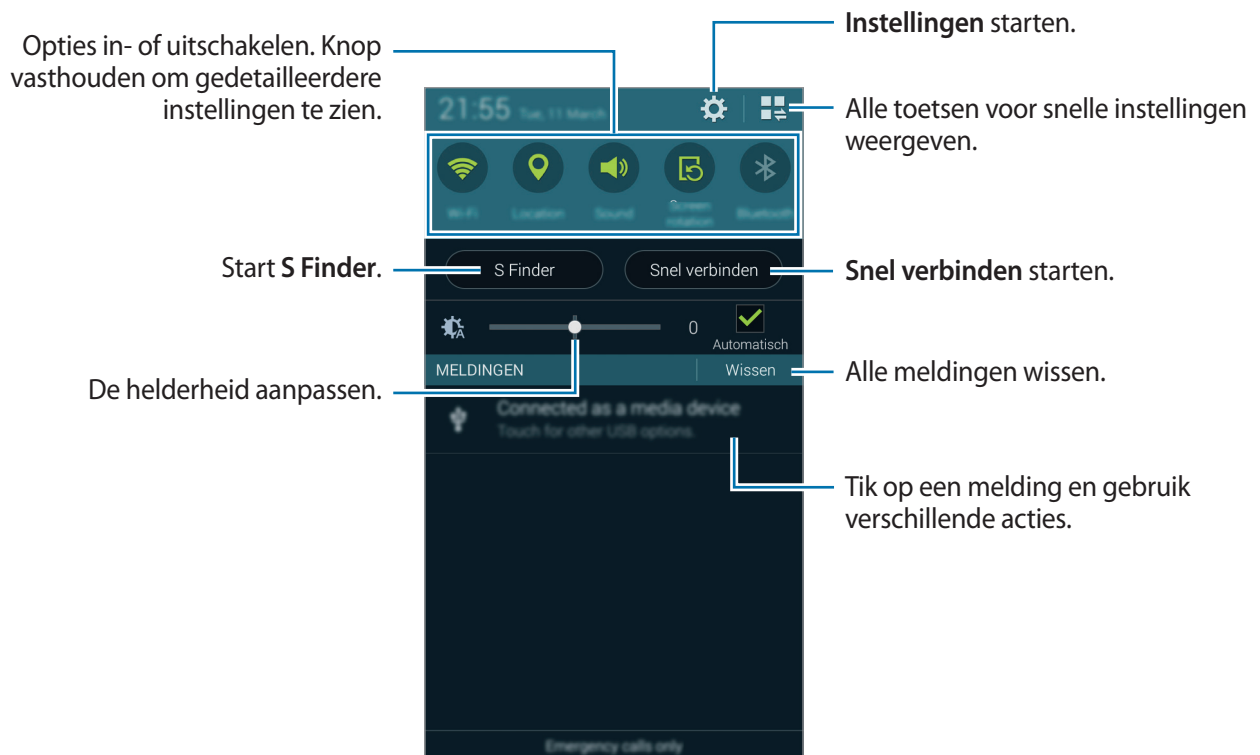 Instellingen starten.
Opties in- of uitschakelen. Knop
vasthouden om gedetailleerdere
instellingen te zien.
Alle toetsen voor snelle instellingen
weergeven.
21:55 Tue, 11 March
Wi-Fi
Location
Sound
Screen
rotation
Bluetooth
Start S Finder.
S Finder
Snel verbinden
Snel verbinden starten.
0
Automatisch
De helderheid aanpassen.
MELDINGEN
Wissen
Alle meldingen wissen.
Connected as a media device
Touch for other USB options.
Tik op een melding en gebruik
verschillende acties.
Emergency calls only